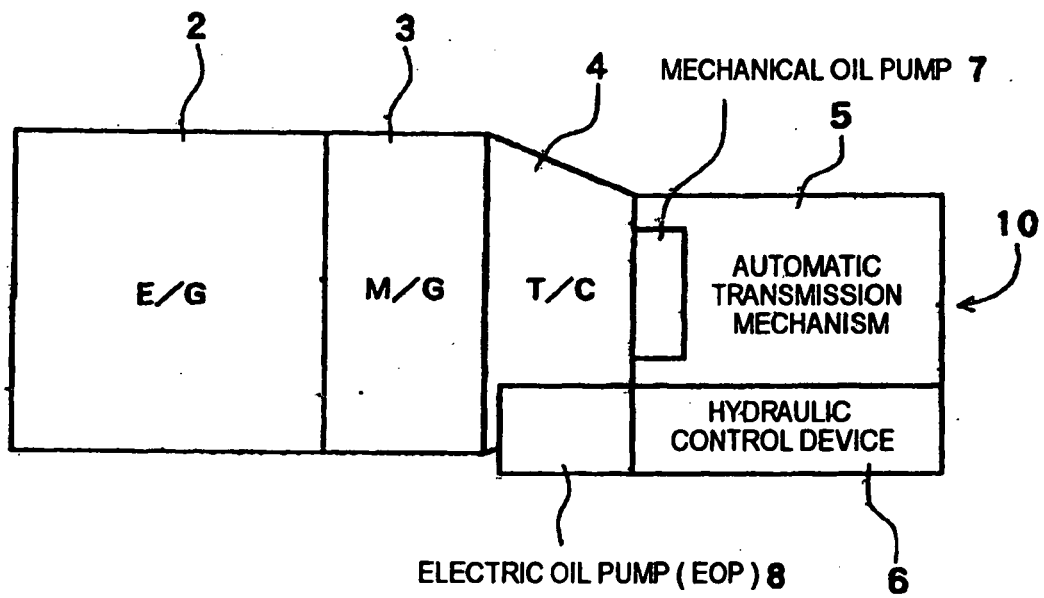 2
3
4
MECHANICAL OIL PUMP 7
5
10
E/G
M/G
T/C
AUTOMATIC
TRANSMISSION
MECHANISM
HYDRAULIC
CONTROL DEVICE
ELECTRIC OIL PUMP ( EOP ) 8
6